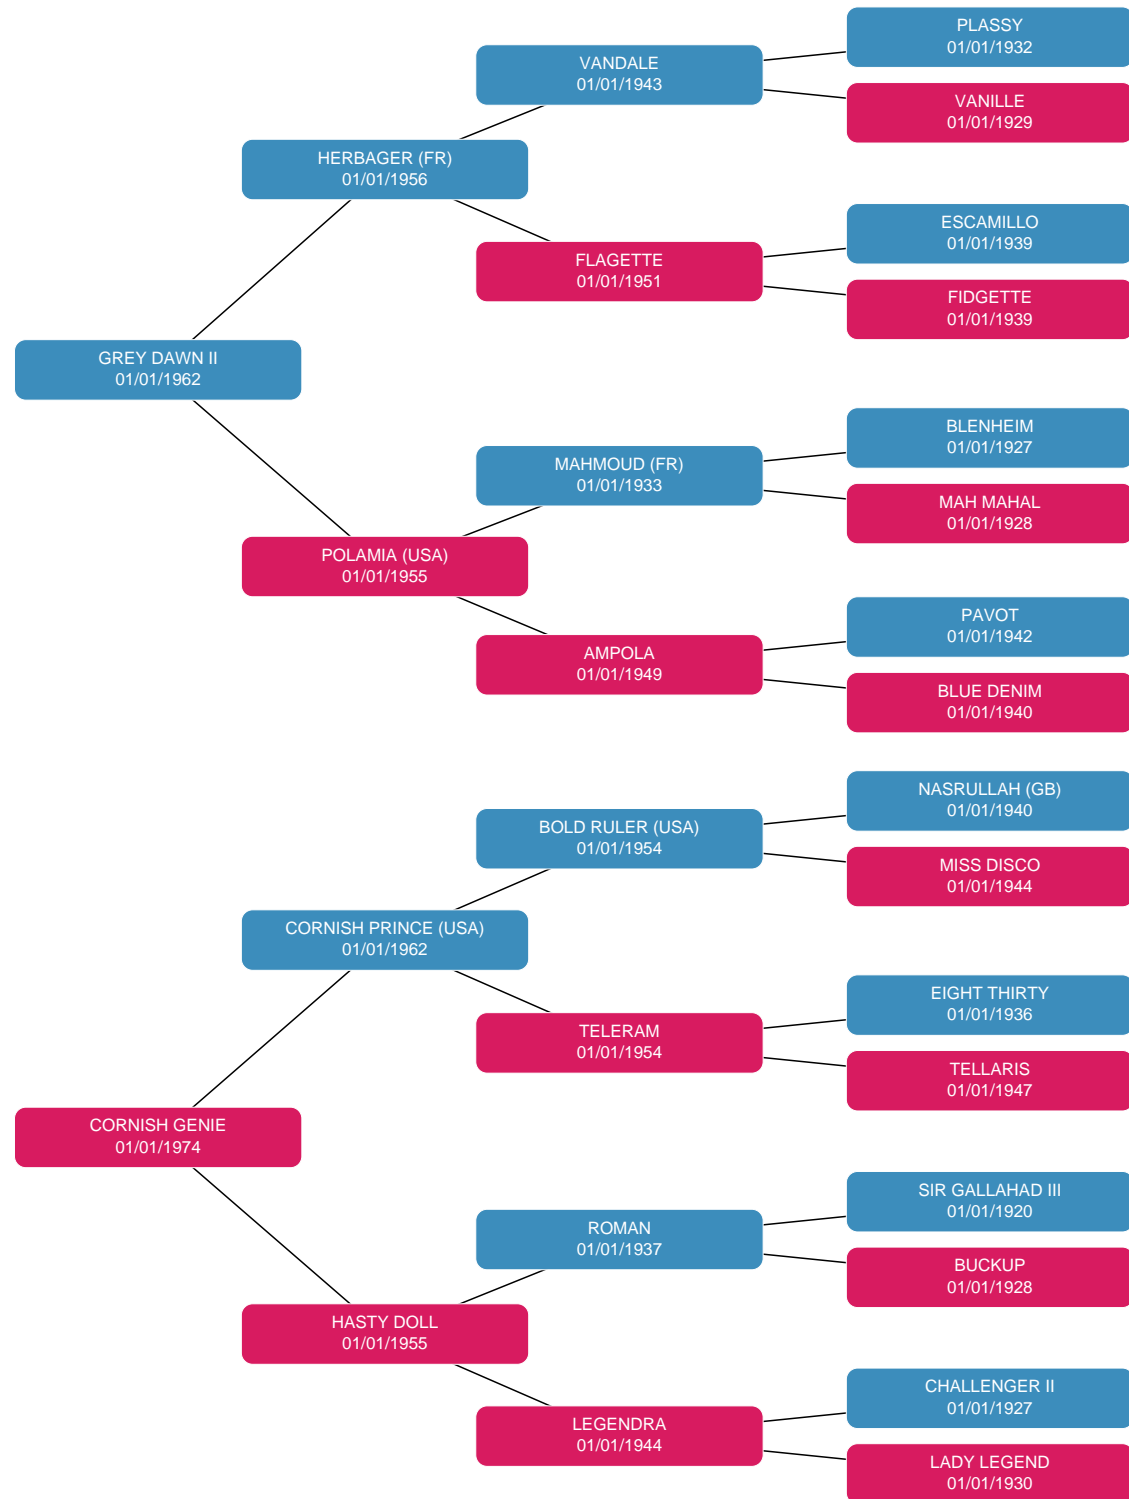 PLASSY
01/01/1932
VANDALE
01/01/1943
VANILLE
01/01/1929
HERBAGER (FR)
01/01/1956
ESCAMILLO
01/01/1939
FLAGETTE
01/01/1951
FIDGETTE
01/01/1939
GREY DAWN II
01/01/1962
BLENHEIM
01/01/1927
MAHMOUD (FR)
01/01/1933
MAH MAHAL
01/01/1928
POLAMIA (USA)
01/01/1955
PAVOT
01/01/1942
AMPOLA
01/01/1949
BLUE DENIM
01/01/1940
NASRULLAH (GB)
01/01/1940
BOLD RULER (USA)
01/01/1954
MISS DISCO
01/01/1944
CORNISH PRINCE (USA)
01/01/1962
EIGHT THIRTY
01/01/1936
TELERAM
01/01/1954
TELLARIS
01/01/1947
CORNISH GENIE
01/01/1974
SIR GALLAHAD III
01/01/1920
ROMAN
01/01/1937
BUCKUP
01/01/1928
HASTY DOLL
01/01/1955
CHALLENGER II
01/01/1927
LEGENDRA
01/01/1944
LADY LEGEND
01/01/1930